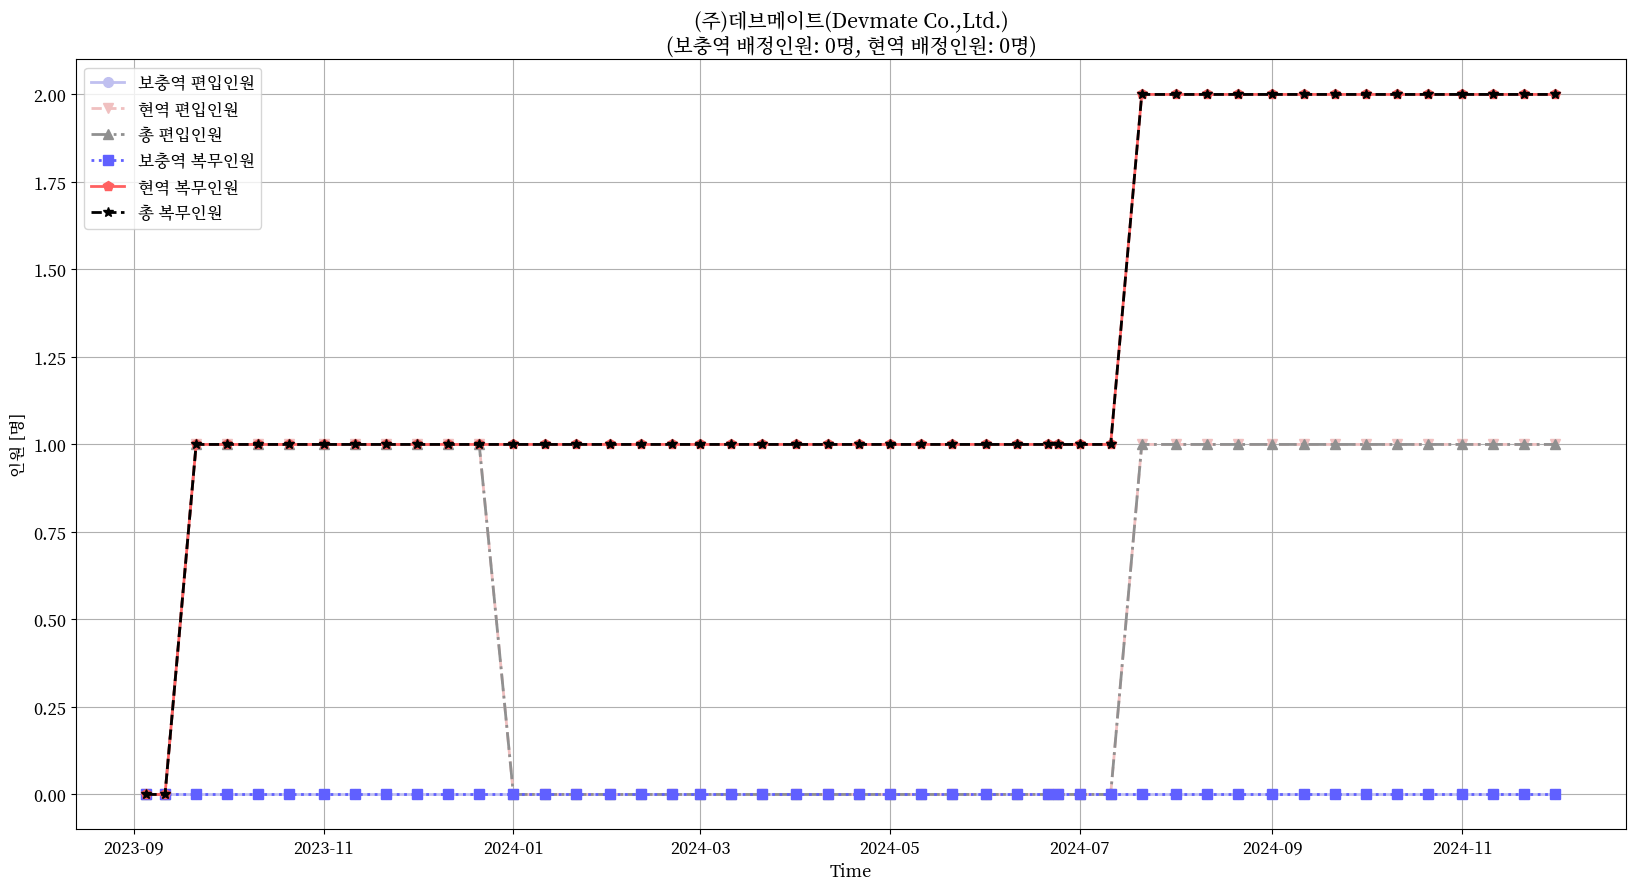 (주)데브메이트(Devmate Co.,Ltd.)
(보충역 배정인원: 0명, 현역 배정인원: 0명)
보충역 편입인원
현역 편입인원
총 편입인원
보충역 복무인원
현역 복무인원
총 복무인원
2.00
1.75
1.50
1.25
1.00
0.75
0.50
0.25
0.00
인원 [명]
2023-09 2023-11 2024-01 2024-03 2024-05 2024-07 2024-09 2024-11
Time